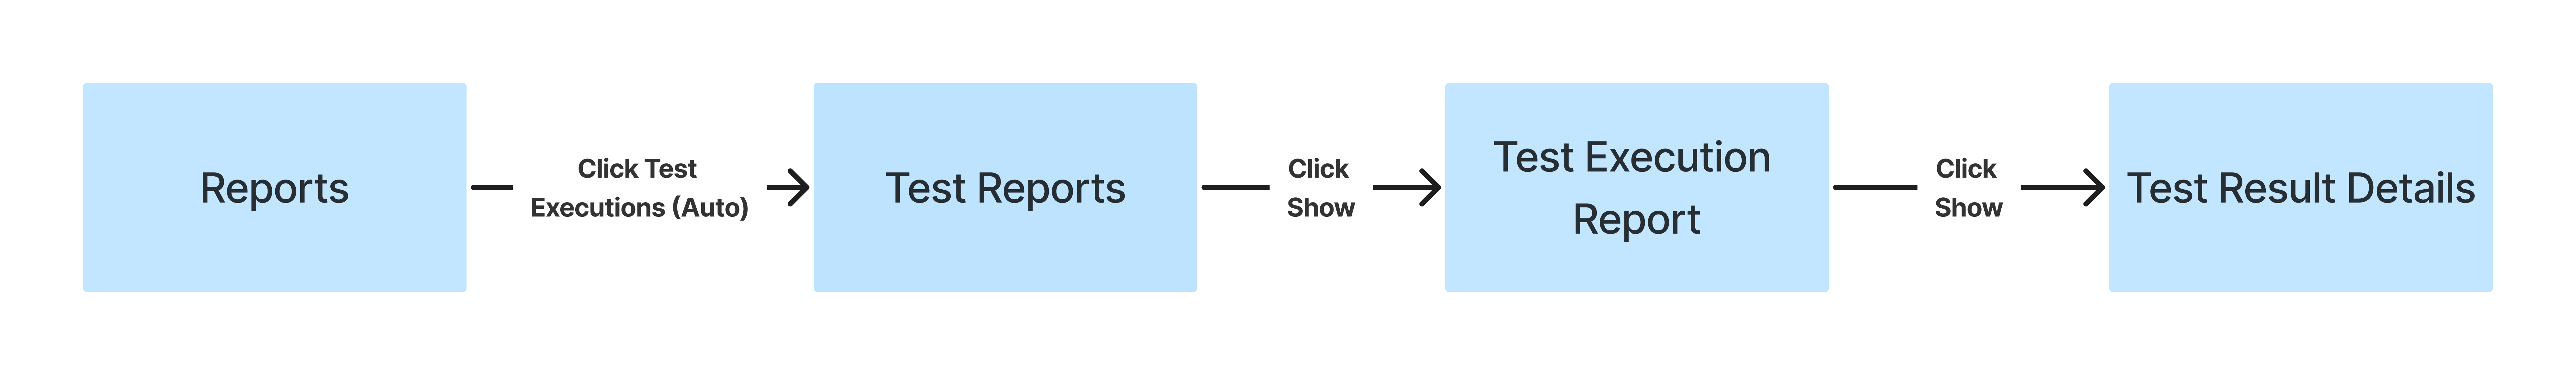 Reports
Click Test
Executions (Auto)
Test Reports
Click
Show
Test Execution
Report
Click
Show
Test Result Details